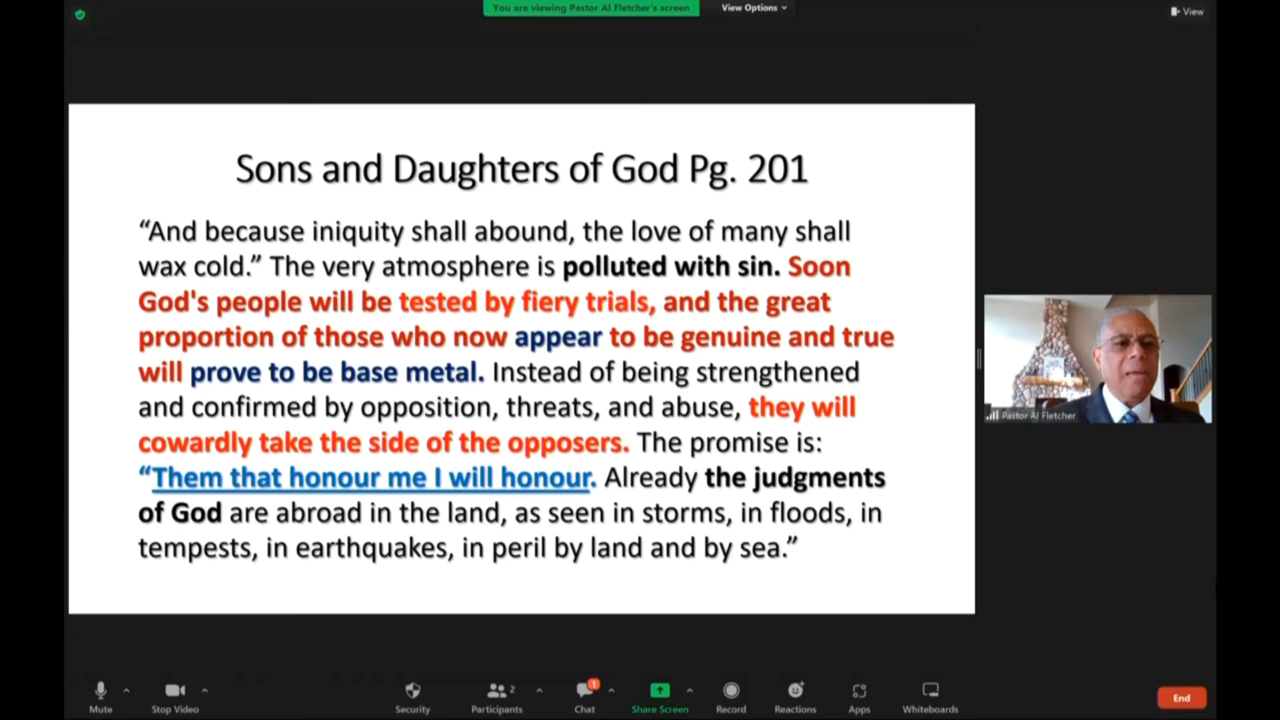 You are viewing Pastor Al Fletcher's screen
View Options
View
Sons and Daughters of God Pg. 201
“And because iniquity shall abound, the love of many shall
wax cold.” The very atmosphere is polluted with sin. Soon
God's people will be tested by fiery trials, and the great
proportion of those who now appear to be genuine and true
will prove to be base metal. Instead of being strengthened
and confirmed by opposition, threats, and abuse, they will
cowardly take the side of the opposers. The promise is:
“Them that honour me I will honour. Already the judgments
of God are abroad in the land, as seen in storms, in floods, in
tempests, in earthquakes, in peril by land and by sea.”
Pastor Al Fletcher
Mute
Stop Video
Security
Participants 2
Chat 1
Share Screen
Record
Reactions
Apps
Whiteboards
End